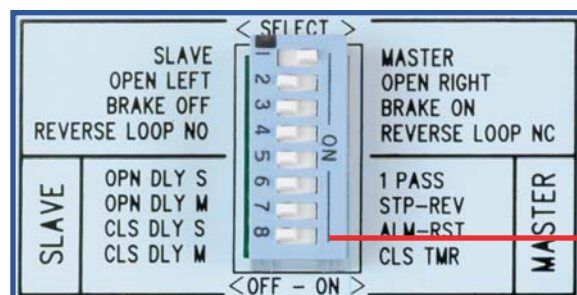 < SELECT >
SLAVE 1 MASTER
OPEN LEFT 2 OPEN RIGHT
BRAKE OFF 3 BRAKE ON
REVERSE LOOP NO 4 REVERSE LOOP NC
ON
5
SLAVE OPN DLY S 6 1 PASS MASTER
OPN DLY M 7 STP-REV
CLS DLY S 8 ALM-RST
CLS DLY M CLS TMR
<OFF - ON >